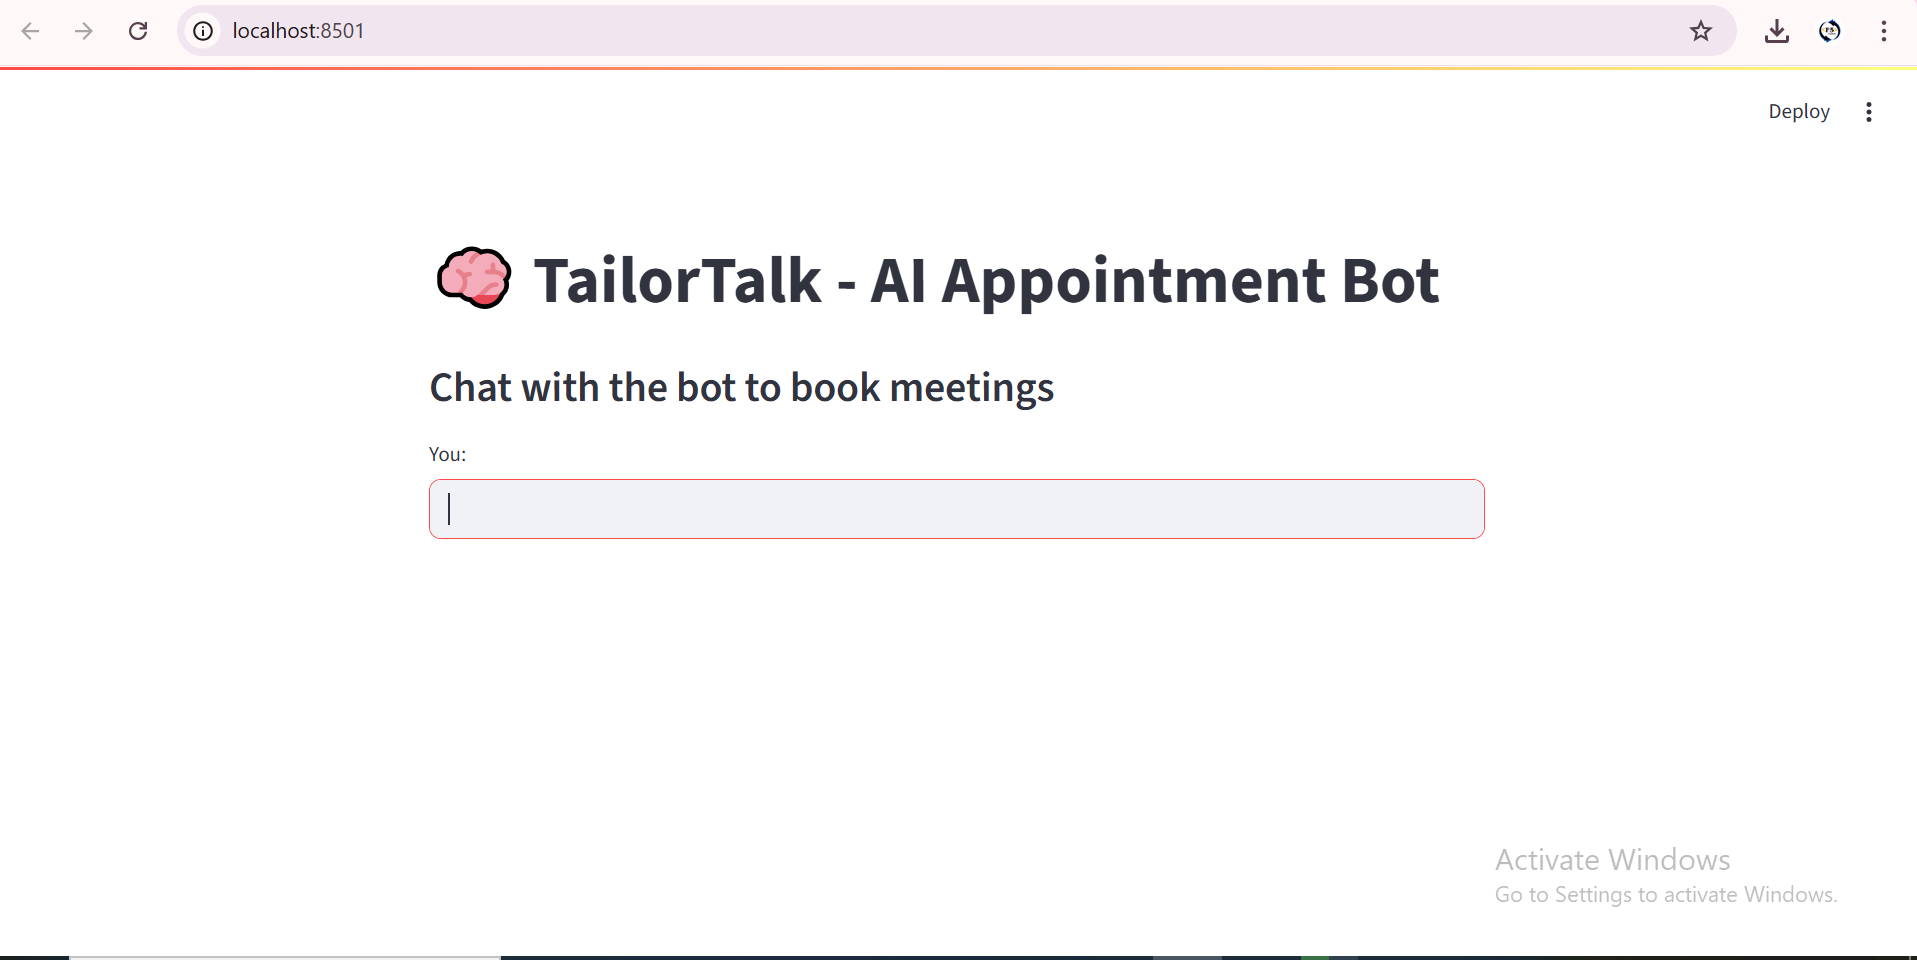 localhost:8501
Deploy
TailorTalk - AI Appointment Bot
Chat with the bot to book meetings
You:
Activate Windows
Go to Settings to activate Windows.